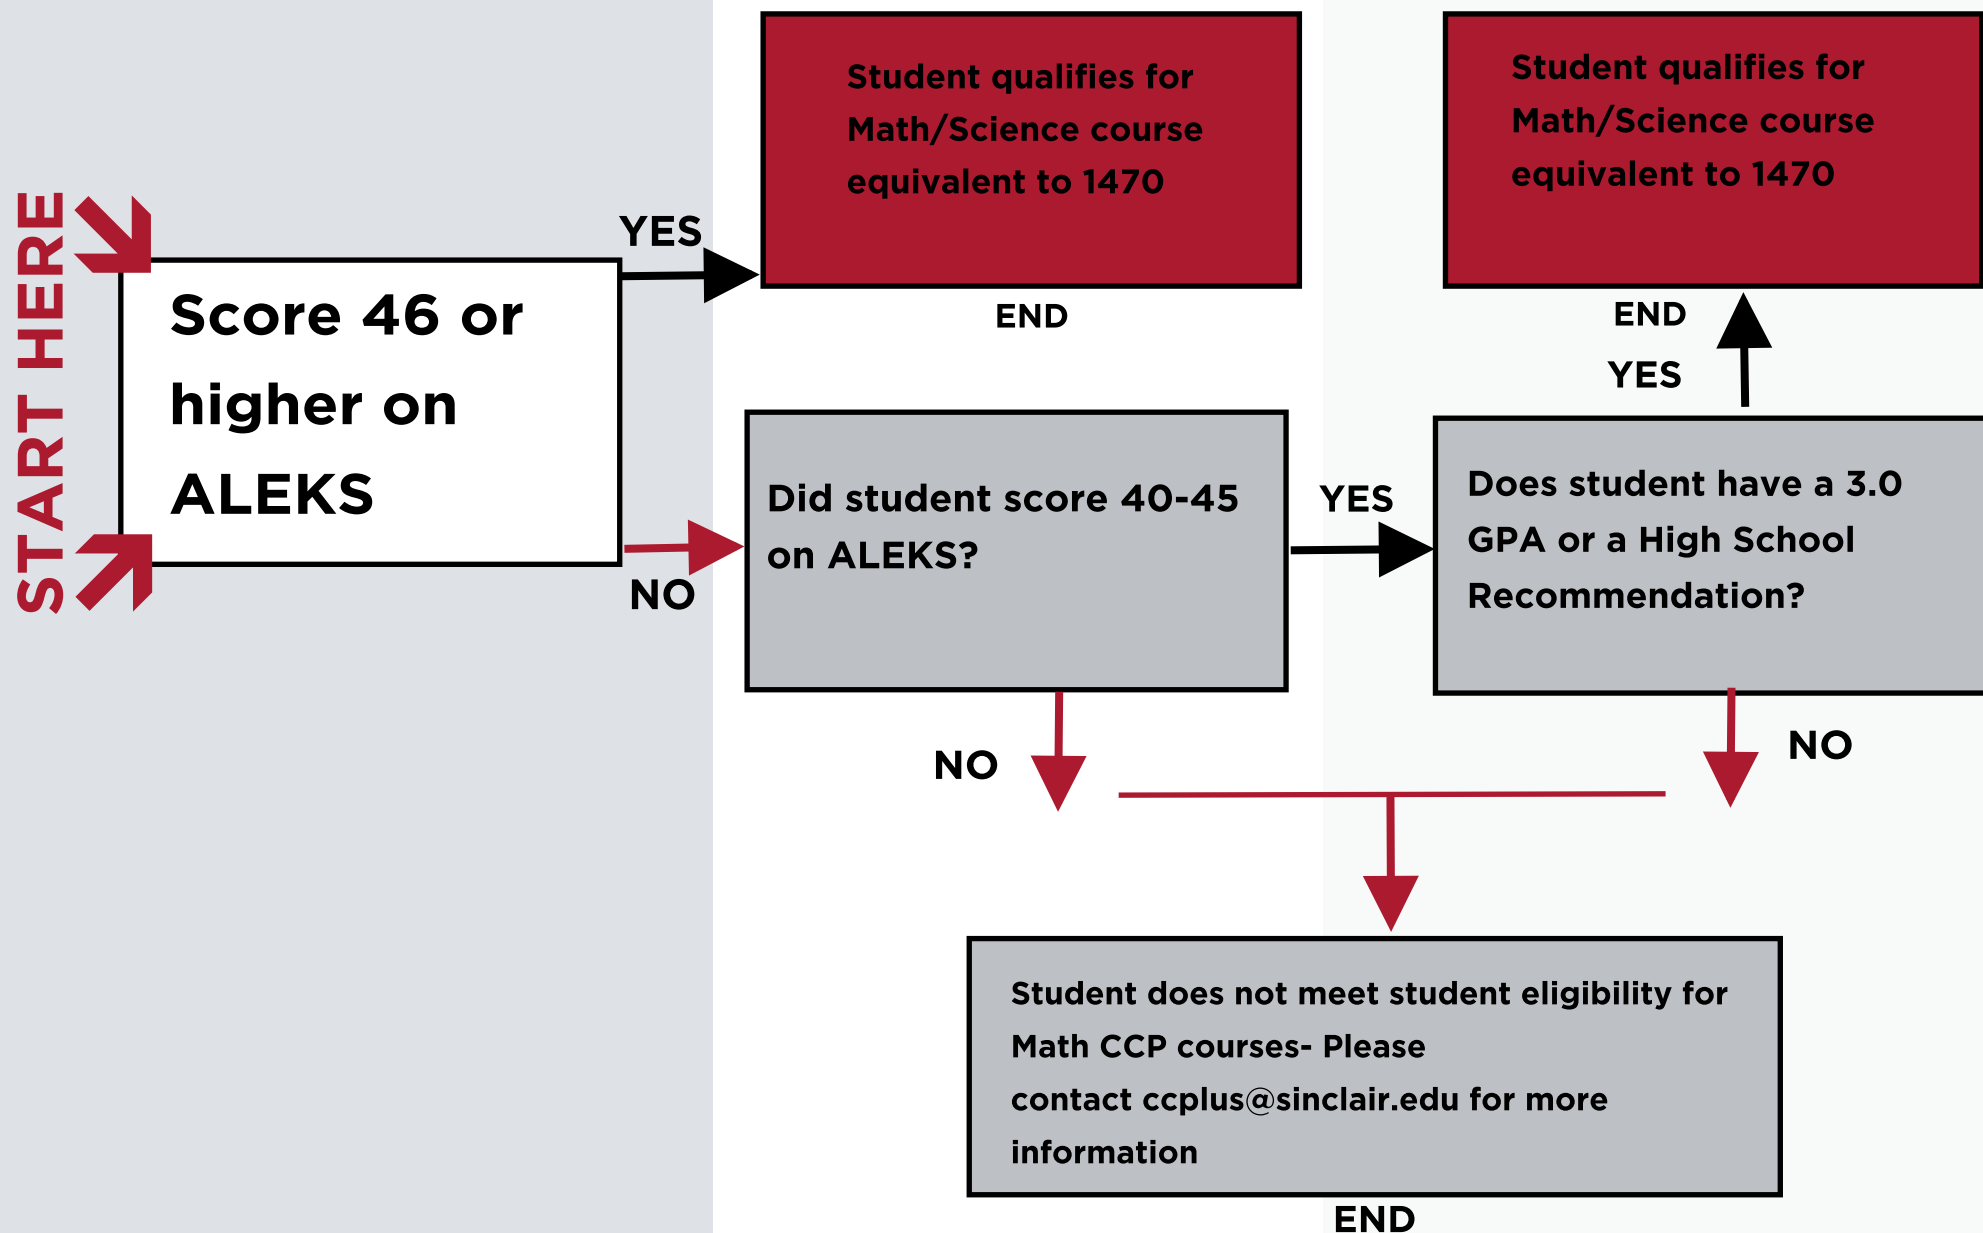 START HERE
Score 46 or
higher on
ALEKS
YES
Student qualifies for
Math/Science course
equivalent to 1470
END
NO
Did student score 40-45
on ALEKS?
YES
Does student have a 3.0
GPA or a High School
Recommendation?
YES
Student qualifies for
Math/Science course
equivalent to 1470
END
NO
NO
Student does not meet student eligibility for
Math CCP courses- Please
contact ccplus@sinclair.edu for more
information
END